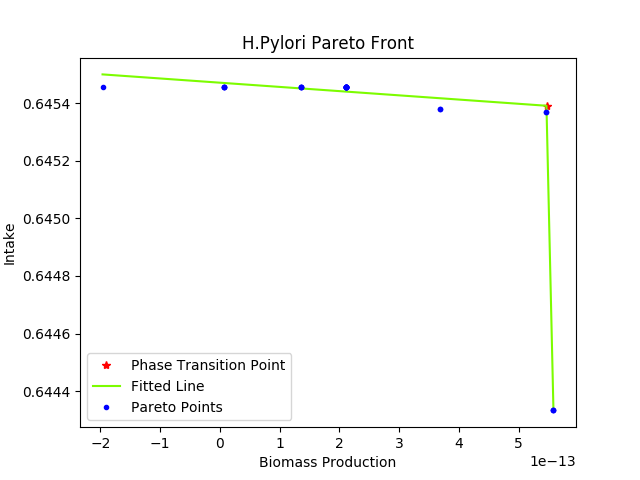 H.Pylori Pareto Front
Intake
0.6454
0.6452
0.6450
0.6448
0.6446
0.6444
Phase Transition Point
Fitted Line
Pareto Points
−2
−1
0
1
2
3
4
5
1e−13
Biomass Production